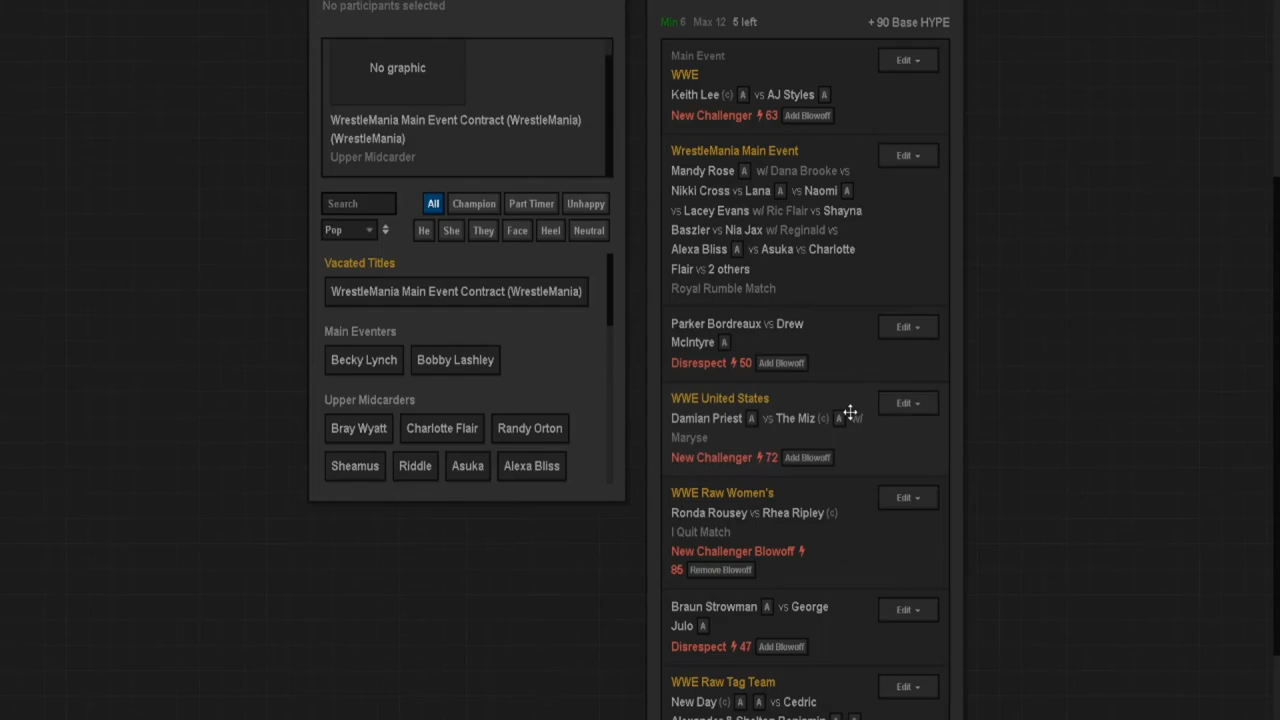 No participants selected
No graphic
WrestleMania Main Event Contract (WrestleMania)
(WrestleMania)
Upper Midcarder
Search
All
Champion
Part Timer
Unhappy
Pop
He
She
They
Face
Heel
Neutral
Vacated Titles
WrestleMania Main Event Contract (WrestleMania)
Main Eventers
Becky Lynch
Bobby Lashley
Upper Midcarders
Bray Wyatt
Charlotte Flair
Randy Orton
Sheamus
Riddle
Asuka
Alexa Bliss
Min 6 Max 12 5 left
+ 90 Base HYPE
Main Event
Edit
WWE
Keith Lee (c) A vs AJ Styles A
New Challenger 63 Add Blowoff
WrestleMania Main Event
Edit
Mandy Rose A w/ Dana Brooke vs
Nikki Cross vs Lana A vs Naomi A
vs Lacey Evans w/ Ric Flair vs Shayna
Baszler vs Nia Jax w/ Reginald vs
Alexa Bliss A vs Asuka vs Charlotte
Flair vs 2 others
Royal Rumble Match
Parker Bordreaux vs Drew
Edit
McIntyre A
Disrespect 50 Add Blowoff
WWE United States
Edit
Damian Priest A vs The Miz (c) A w/
Maryse
New Challenger 72 Add Blowoff
WWE Raw Women's
Edit
Ronda Rousey vs Rhea Ripley (c)
I Quit Match
New Challenger Blowoff
85 Remove Blowoff
Braun Strowman A vs George
Edit
Julo A
Disrespect 47 Add Blowoff
WWE Raw Tag Team
Edit
New Day (c) A A vs Cedric
Alexander & Shelton Benjamin